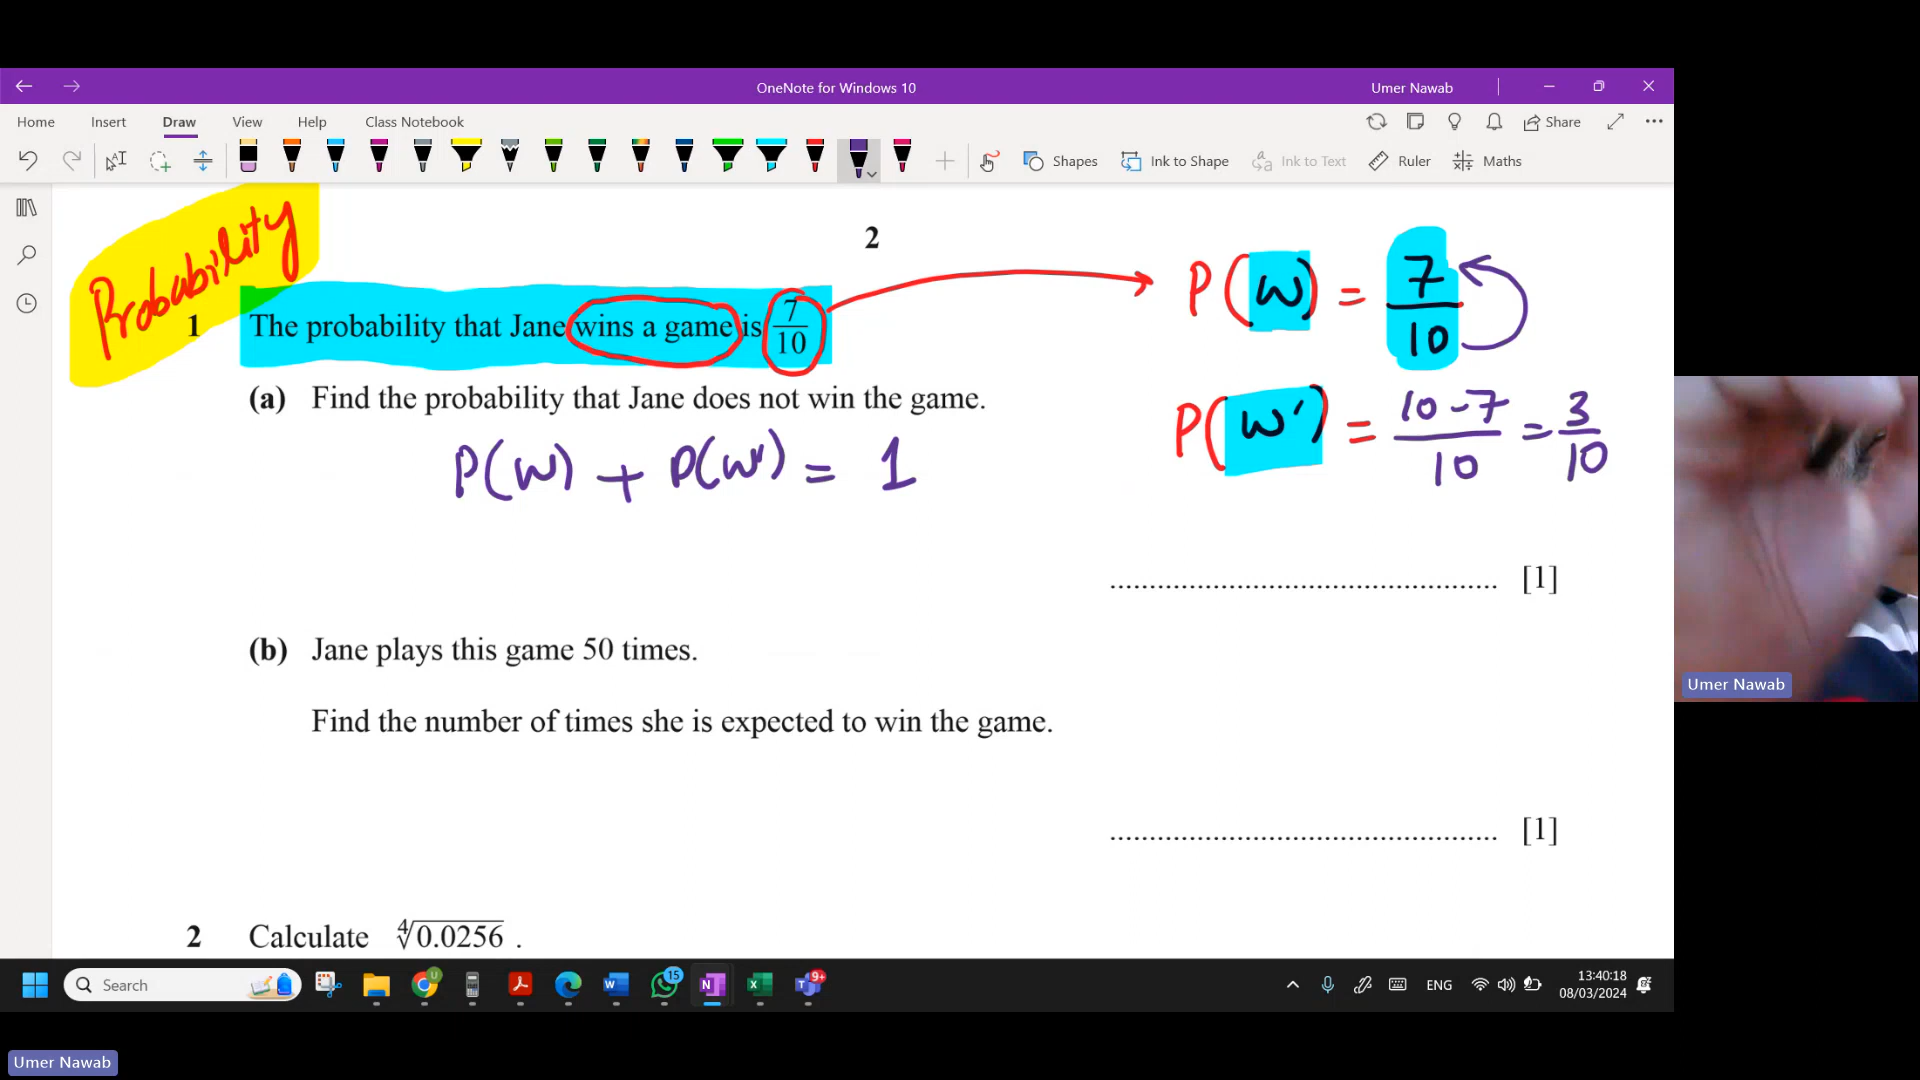 OneNote for Windows 10
Umer Nawab
Home Insert Draw View Help Class Notebook
Share
Shapes Ink to Shape Ink to Text Ruler Maths
Probability
2
P(W) = 7/10
1 The probability that Jane wins a game is 7/10
(a) Find the probability that Jane does not win the game.
P(W') = 10-7/10 = 3/10
P(W) + P(W') = 1
........................................ [1]
(b) Jane plays this game 50 times.
Find the number of times she is expected to win the game.
........................................ [1]
2 Calculate ∜0.0256 .
Umer Nawab
Search
U
15
9+
ENG
13:40:18
08/03/2024
Umer Nawab